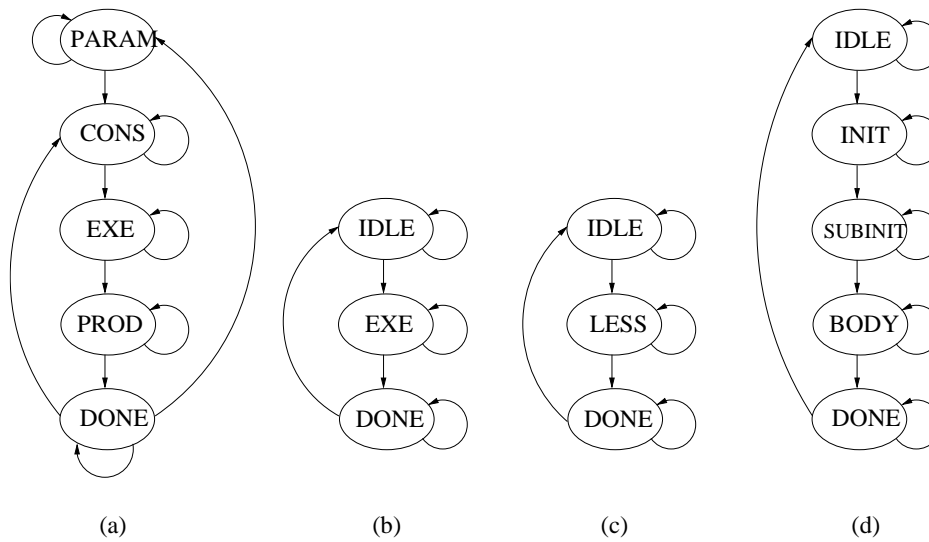 PARAM
CONS
EXE
PROD
DONE
(a)
IDLE
EXE
DONE
(b)
IDLE
LESS
DONE
(c)
IDLE
INIT
SUBINIT
BODY
DONE
(d)